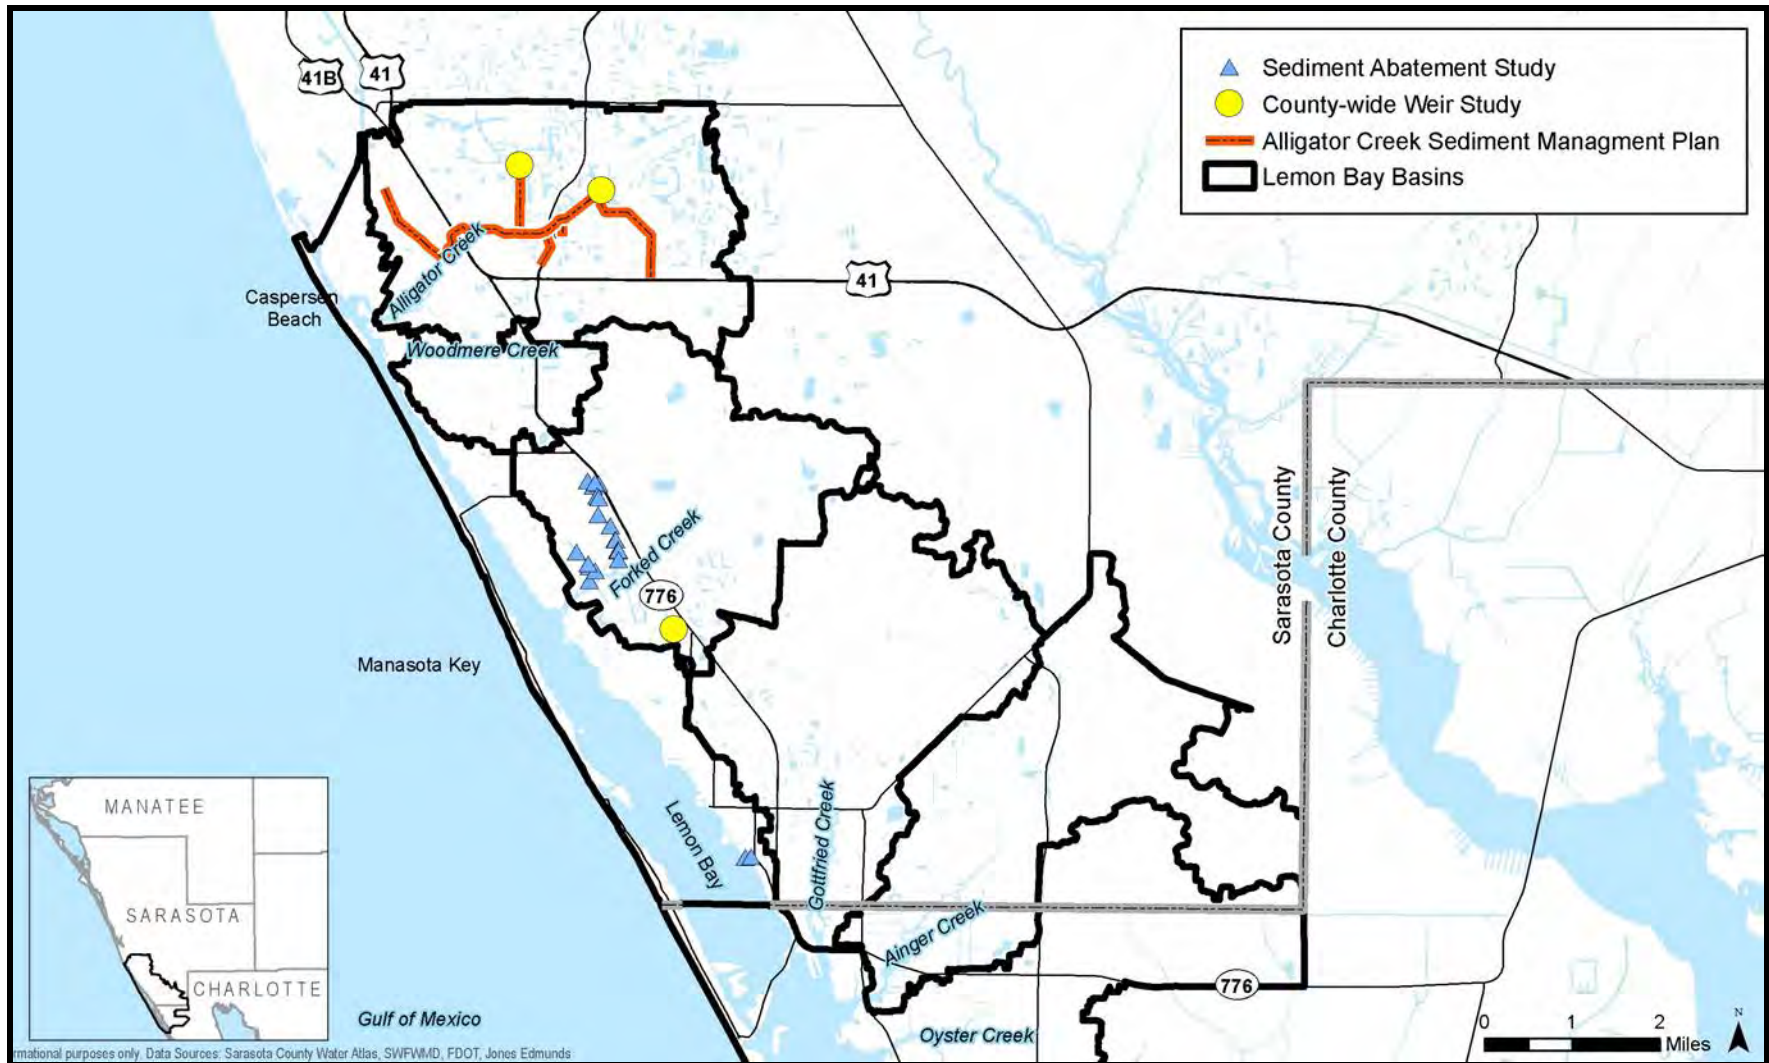 41B
41
Sediment Abatement Study
County-wide Weir Study
Alligator Creek Sediment Managment Plan
Lemon Bay Basins
Alligator Creek
41
Caspersen
Beach
Woodmere Creek
Sarasota County
Charlotte County
Forked Creek
776
Manasota Key
Lemon Bay
Gottfried Creek
Ainger Creek
776
Oyster Creek
Gulf of Mexico
MANATEE
SARASOTA
CHARLOTTE
rmational purposes only. Data Sources: Sarasota County Water Atlas, SWFWMD, FDOT, Jones Edmunds
0 1 2
Miles
N